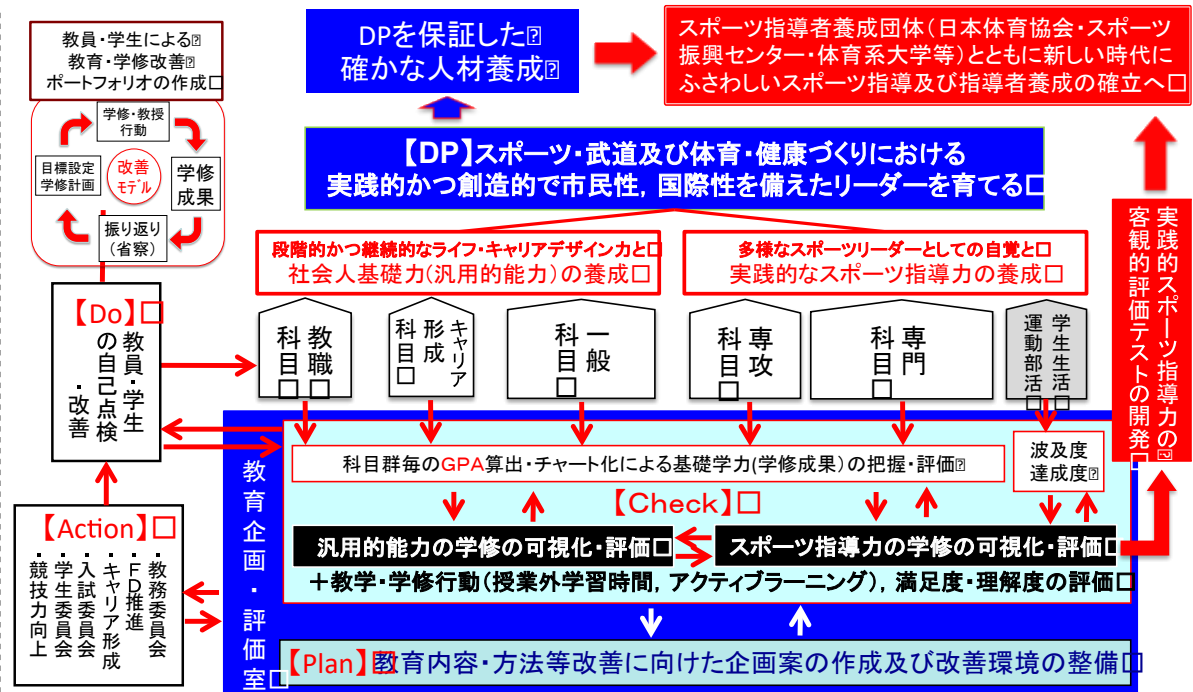 教員・学生による
教育・学修改善
ポートフォリオの作成
学修・教授
行動
目標設定
学修計画
改善
モデル
学修
成果
振り返り
(省察)
DPを保証した
確かな人材養成
スポーツ指導者養成団体(日本体育協会・スポーツ
振興センター・体育系大学等)とともに新しい時代に
ふさわしいスポーツ指導及び指導者養成の確立へ
【DP】スポーツ・武道及び体育・健康づくりにおける
実践的かつ創造的で市民性，国際性を備えたリーダーを育てる
段階的かつ継続的なライフ・キャリアデザイン力と
社会人基礎力(汎用的能力)の養成
多様なスポーツリーダーとしての自覚と
実践的なスポーツ指導力の養成
実践的スポーツ指導力の
客観的評価テストの開発
【Do】
教員・学生
の自己点検
・改善
教職
科目
キャリア
形成
科目
一般
科目
専攻
科目
専門
科目
学生生活
運動部活
教育企画・評価室
科目群毎のGPA算出・チャート化による基礎学力(学修成果)の把握・評価
波及度
達成度
【Check】
汎用的能力の学修の可視化・評価
スポーツ指導力の学修の可視化・評価
＋教学・学修行動(授業外学習時間，アクティブラーニング)，満足度・理解度の評価
【Action】
・教務委員会
・ＦＤ推進
・キャリア形成
・入試委員会
・学生委員会
・競技力向上
【Plan】教育内容・方法等改善に向けた企画案の作成及び改善環境の整備